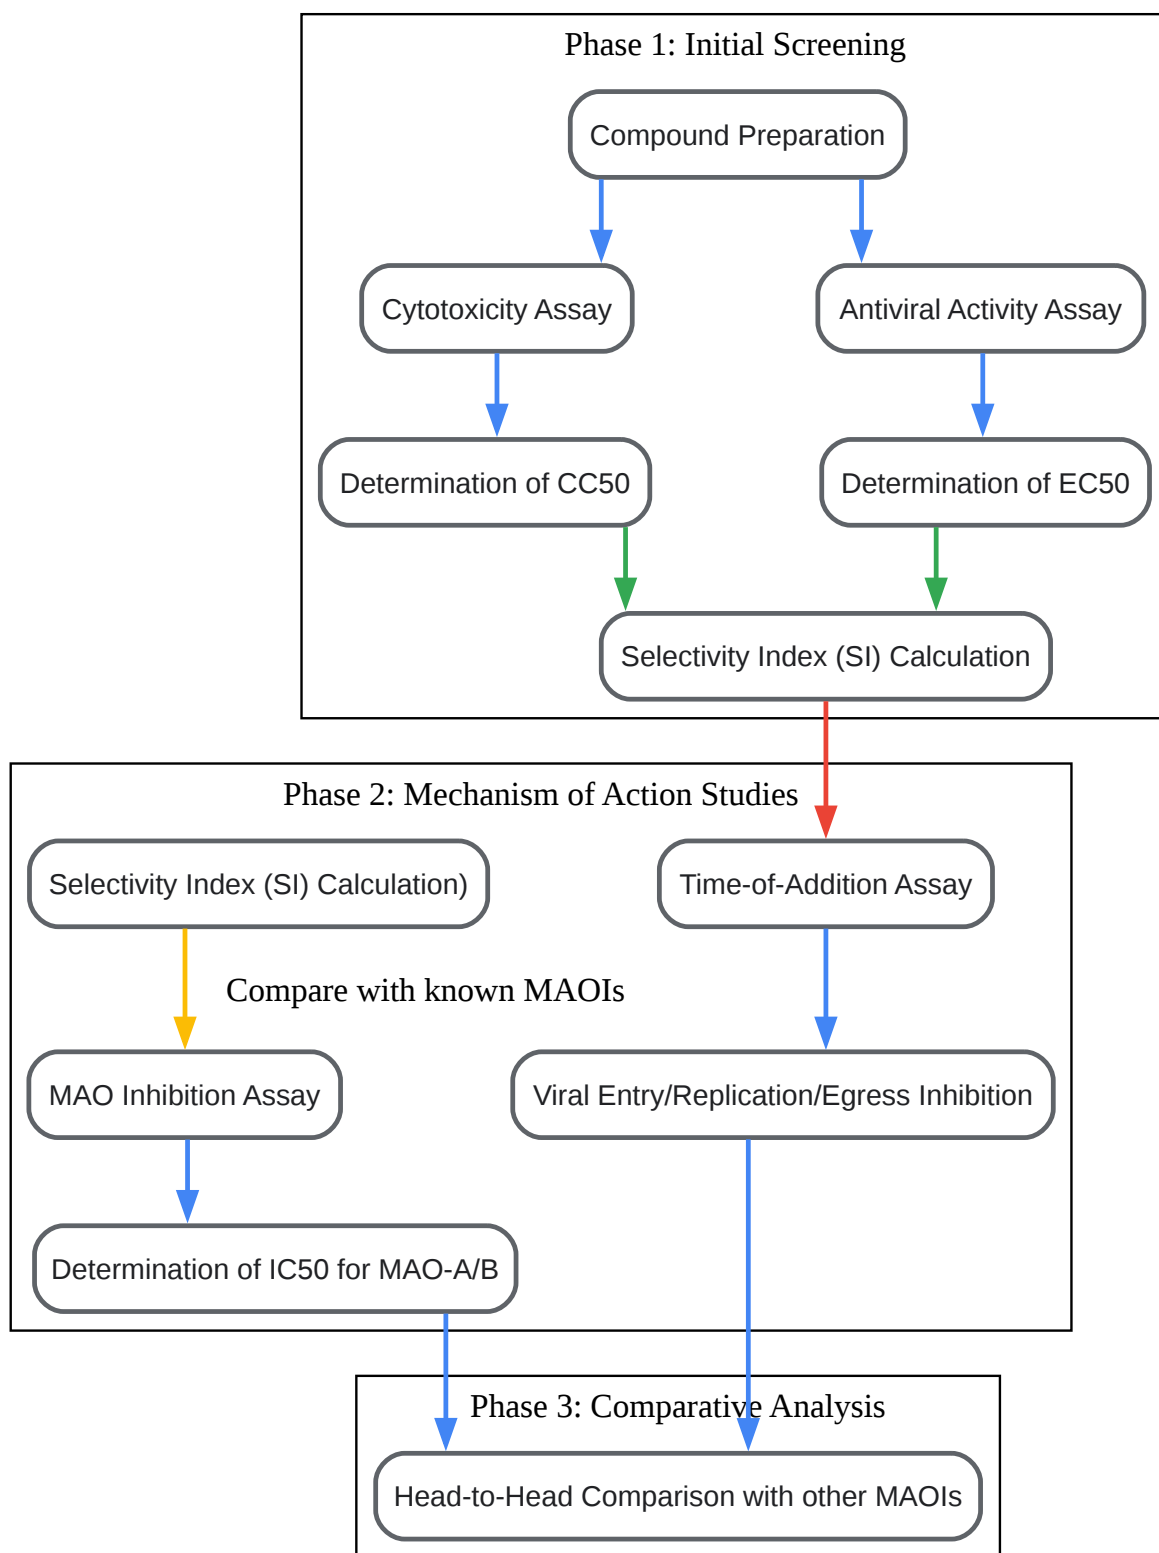 Phase 1: Initial Screening
Compound Preparation
Cytotoxicity Assay
Antiviral Activity Assay
Determination of CC50
Determination of EC50
Selectivity Index (SI) Calculation
Phase 2: Mechanism of Action Studies
Selectivity Index (SI) Calculation)
Time-of-Addition Assay
Compare with known MAOIs
MAO Inhibition Assay
Viral Entry/Replication/Egress Inhibition
Determination of IC50 for MAO-A/B
Phase 3: Comparative Analysis
Head-to-Head Comparison with other MAOIs